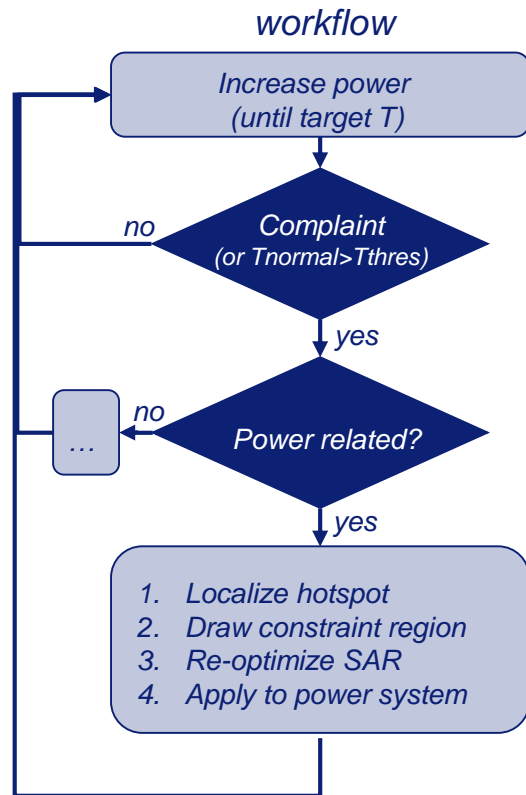 workflow
Increase power
(until target T)
Complaint
(or Tnormal>Tthres)
no
yes
Power related?
no
...
yes
1. Localize hotspot
2. Draw constraint region
3. Re-optimize SAR
4. Apply to power system